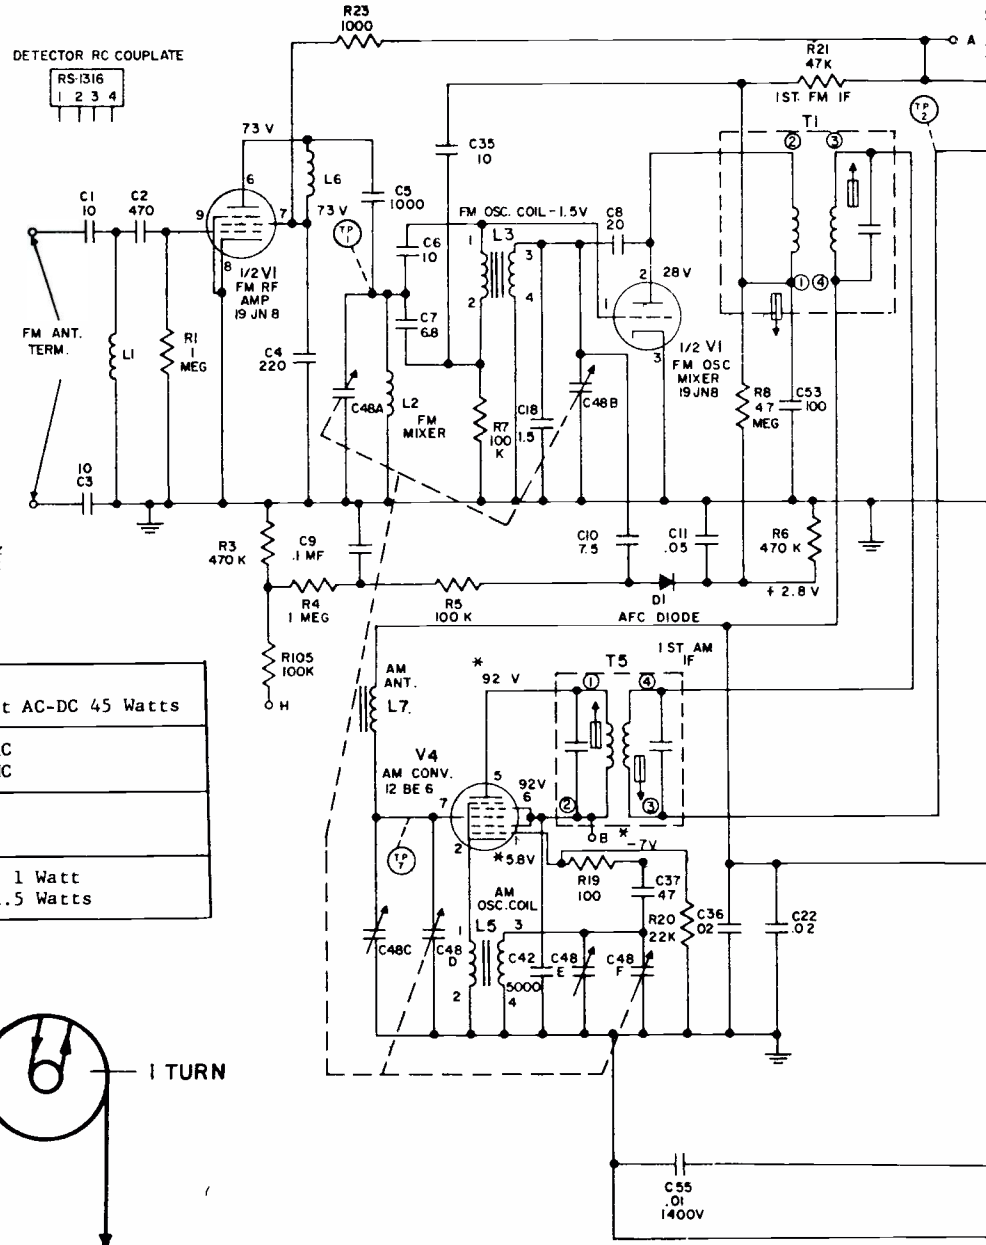 R23
1000
DETECTOR RC COUPLATE
RS-1316
1 2 3 4
A
R21
47K
1ST. FM IF
TP
2
T1
2
3
73 V
C35
10
C1
10
C2
470
6
L6
C5
1000
9
7
73 V
TP
1
FM OSC. COIL
-1.5V
C8
20
C6
10
1
L3
3
8
1/2 V1
FM RF
AMP
19 JN 8
2
4
2
28V
1
1
4
C7
6.8
FM ANT.
TERM.
L1
R1
1
MEG
C4
220
3
1/2 V1
FM OSC
MIXER
19JN8
C48A
L2
FM
MIXER
C18
1.5
C48B
R7
100
K
R8
4.7
MEG
C53
100
10
C3
R3
470 K
C9
.1 MF
C10
7.5
C11
.05
R6
470 K
R4
1 MEG
R5
100 K
D1
+ 2.8 V
AFC DIODE
R105
100K
H
AM
ANT.
L7.
*
92 V
T5
1ST AM
IF
1
4
t AC-DC 45 Watts
C
C
V4
AM CONV.
12 BE 6
5
92V
6
7
2
3
B
*
-7V
2
1
*5.8V
TP
7
R19
100
C37
47
1 Watt
.5 Watts
AM
OSC.COIL
1
L5
3
R20
22K
C36
.02
C22
.02
C48C
C48
D
C42
5000
C48
E
C48
F
2
4
1 TURN
C55
.01
1400V